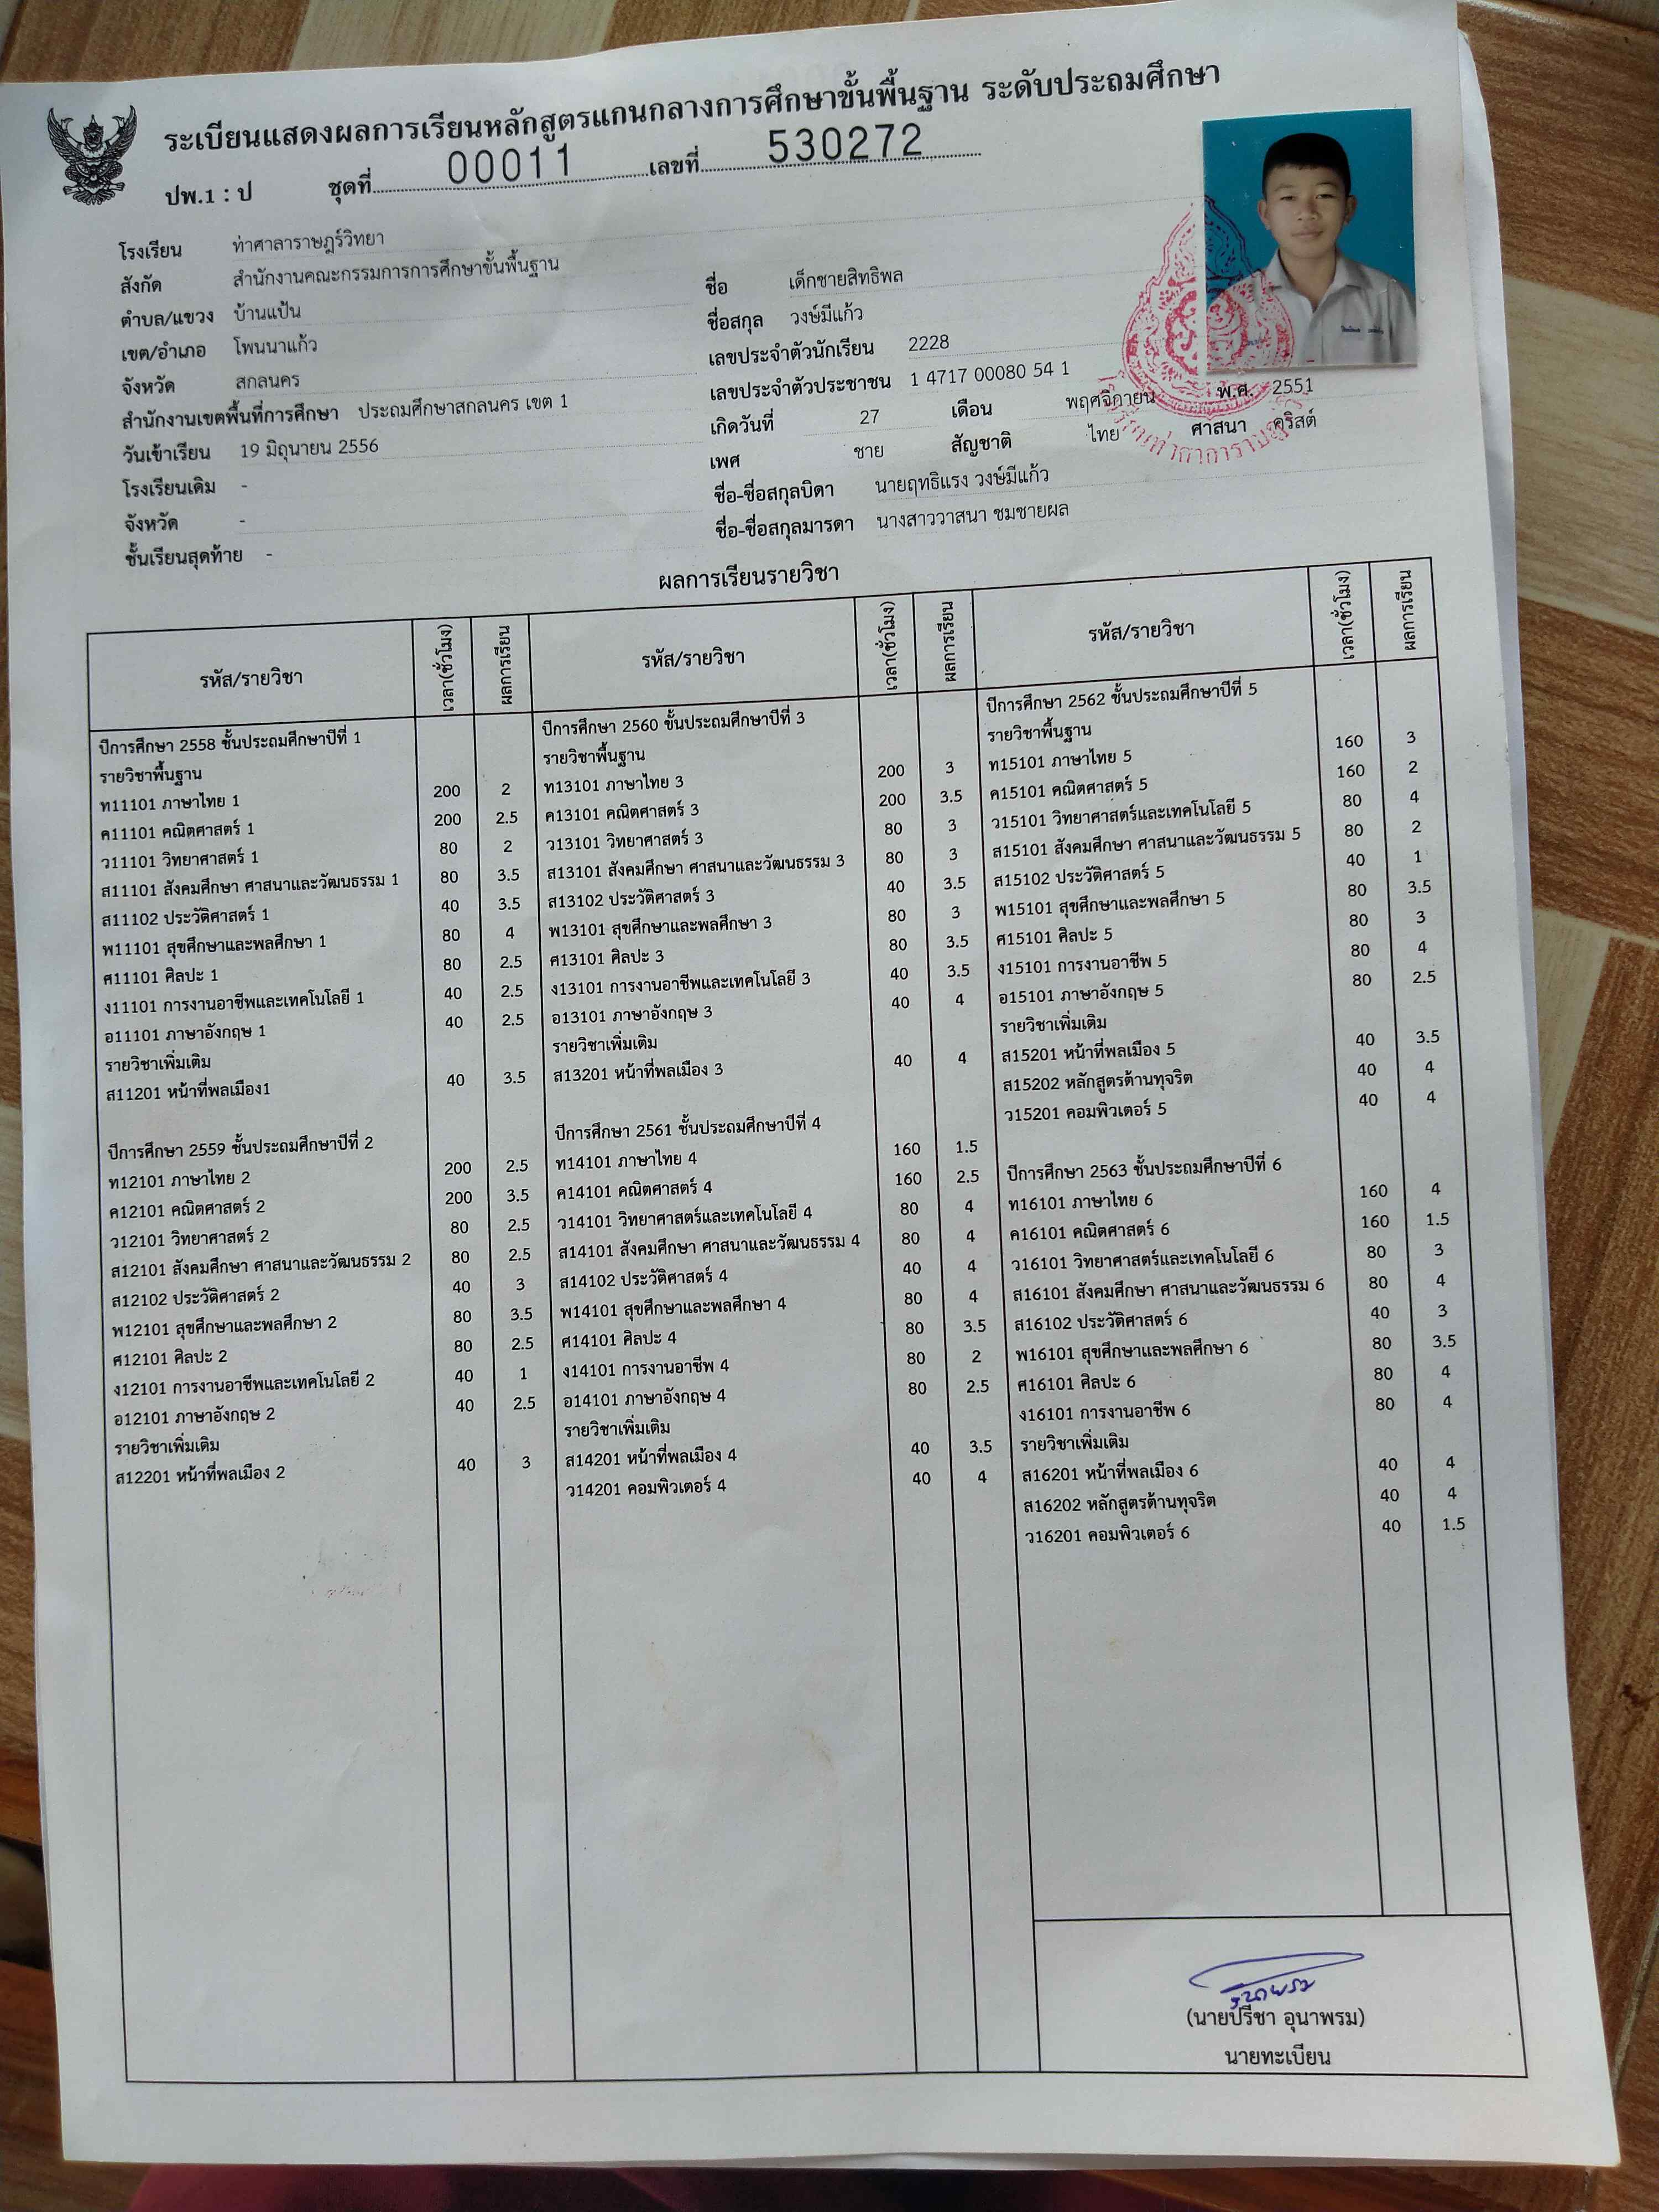 ระเบียนแสดงผลการเรียนหลักสูตรแกนกลางการศึกษาขั้นพื้นฐาน ระดับประถมศึกษา
ปพ.1 : ป ชุดที่ 00011 เลขที่ 530272
โรงเรียน ท่าศาลาราษฎร์วิทยา
สังกัด สำนักงานคณะกรรมการการศึกษาขั้นพื้นฐาน
ตำบล/แขวง บ้านแป้น
เขต/อำเภอ โพนนาแก้ว
จังหวัด สกลนคร
สำนักงานเขตพื้นที่การศึกษา ประถมศึกษาสกลนคร เขต 1
วันเข้าเรียน 19 มิถุนายน 2556
โรงเรียนเดิม -
จังหวัด -
ชั้นเรียนสุดท้าย -
ชื่อ เด็กชายสิทธิพล
ชื่อสกุล วงษ์มีแก้ว
เลขประจำตัวนักเรียน 2228
เลขประจำตัวประชาชน 1 4717 00080 54 1
เกิดวันที่ 27 เดือน พฤศจิกายน พ.ศ. 2551
เพศ ชาย สัญชาติ ไทย ศาสนา คริสต์
ชื่อ-ชื่อสกุลบิดา นายฤทธิแรง วงษ์มีแก้ว
ชื่อ-ชื่อสกุลมารดา นางสาววาสนา ชมชายผล
ผลการเรียนรายวิชา
รหัส/รายวิชา เวลา(ชั่วโมง) ผลการเรียน
ปีการศึกษา 2558 ชั้นประถมศึกษาปีที่ 1
รายวิชาพื้นฐาน
ท11101 ภาษาไทย 1 200 2
ค11101 คณิตศาสตร์ 1 200 2.5
ว11101 วิทยาศาสตร์ 1 80 2
ส11101 สังคมศึกษา ศาสนาและวัฒนธรรม 1 80 3.5
ส11102 ประวัติศาสตร์ 1 40 3.5
พ11101 สุขศึกษาและพลศึกษา 1 80 4
ศ11101 ศิลปะ 1 80 2.5
ง11101 การงานอาชีพและเทคโนโลยี 1 40 2.5
อ11101 ภาษาอังกฤษ 1 40 2.5
รายวิชาเพิ่มเติม
ส11201 หน้าที่พลเมือง1 40 3.5
ปีการศึกษา 2559 ชั้นประถมศึกษาปีที่ 2
ท12101 ภาษาไทย 2 200 2.5
ค12101 คณิตศาสตร์ 2 200 3.5
ว12101 วิทยาศาสตร์ 2 80 2.5
ส12101 สังคมศึกษา ศาสนาและวัฒนธรรม 2 80 2.5
ส12102 ประวัติศาสตร์ 2 40 3
พ12101 สุขศึกษาและพลศึกษา 2 80 3.5
ศ12101 ศิลปะ 2 80 2.5
ง12101 การงานอาชีพและเทคโนโลยี 2 40 1
อ12101 ภาษาอังกฤษ 2 40 2.5
รายวิชาเพิ่มเติม
ส12201 หน้าที่พลเมือง 2 40 3
รหัส/รายวิชา เวลา(ชั่วโมง) ผลการเรียน
ปีการศึกษา 2560 ชั้นประถมศึกษาปีที่ 3
รายวิชาพื้นฐาน
ท13101 ภาษาไทย 3 200 3
ค13101 คณิตศาสตร์ 3 200 3.5
ว13101 วิทยาศาสตร์ 3 80 3
ส13101 สังคมศึกษา ศาสนาและวัฒนธรรม 3 80 3
ส13102 ประวัติศาสตร์ 3 40 3.5
พ13101 สุขศึกษาและพลศึกษา 3 80 3
ศ13101 ศิลปะ 3 80 3.5
ง13101 การงานอาชีพและเทคโนโลยี 3 40 3.5
อ13101 ภาษาอังกฤษ 3 40 4
รายวิชาเพิ่มเติม
ส13201 หน้าที่พลเมือง 3 40 4
ปีการศึกษา 2561 ชั้นประถมศึกษาปีที่ 4
ท14101 ภาษาไทย 4 160 1.5
ค14101 คณิตศาสตร์ 4 160 2.5
ว14101 วิทยาศาสตร์และเทคโนโลยี 4 80 4
ส14101 สังคมศึกษา ศาสนาและวัฒนธรรม 4 80 4
ส14102 ประวัติศาสตร์ 4 40 4
พ14101 สุขศึกษาและพลศึกษา 4 80 4
ศ14101 ศิลปะ 4 80 3.5
ง14101 การงานอาชีพ 4 80 2
อ14101 ภาษาอังกฤษ 4 80 2.5
รายวิชาเพิ่มเติม
ส14201 หน้าที่พลเมือง 4 40 3.5
ว14201 คอมพิวเตอร์ 4 40 4
รหัส/รายวิชา เวลา(ชั่วโมง) ผลการเรียน
ปีการศึกษา 2562 ชั้นประถมศึกษาปีที่ 5
รายวิชาพื้นฐาน
ท15101 ภาษาไทย 5 160 3
ค15101 คณิตศาสตร์ 5 160 2
ว15101 วิทยาศาสตร์และเทคโนโลยี 5 80 4
ส15101 สังคมศึกษา ศาสนาและวัฒนธรรม 5 80 2
ส15102 ประวัติศาสตร์ 5 40 1
พ15101 สุขศึกษาและพลศึกษา 5 80 3.5
ศ15101 ศิลปะ 5 80 3
ง15101 การงานอาชีพ 5 80 4
อ15101 ภาษาอังกฤษ 5 80 2.5
รายวิชาเพิ่มเติม
ส15201 หน้าที่พลเมือง 5 40 3.5
ส15202 หลักสูตรต้านทุจริต 40 4
ว15201 คอมพิวเตอร์ 5 40 4
ปีการศึกษา 2563 ชั้นประถมศึกษาปีที่ 6
ท16101 ภาษาไทย 6 160 4
ค16101 คณิตศาสตร์ 6 160 1.5
ว16101 วิทยาศาสตร์และเทคโนโลยี 6 80 3
ส16101 สังคมศึกษา ศาสนาและวัฒนธรรม 6 80 4
ส16102 ประวัติศาสตร์ 6 40 3
พ16101 สุขศึกษาและพลศึกษา 6 80 3.5
ศ16101 ศิลปะ 6 80 4
ง16101 การงานอาชีพ 6 80 4
รายวิชาเพิ่มเติม
ส16201 หน้าที่พลเมือง 6 40 4
ส16202 หลักสูตรต้านทุจริต 40 4
ว16201 คอมพิวเตอร์ 6 40 1.5
(นายปรีชา อุนาพรม)
นายทะเบียน